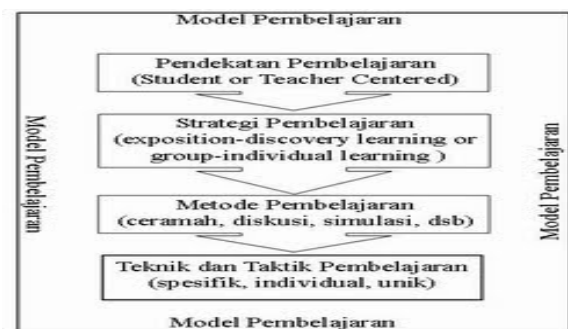 Model Pembelajaran
Pendekatan Pembelajaran
(Student or Teacher Centered)
Strategi Pembelajaran
(exposition-discovery learning or
group-individual learning )
Model Pembelajaran
Model Pembelajaran
Metode Pembelajaran
(ceramah, diskusi, simulasi, dsb)
Teknik dan Taktik Pembelajaran
(spesifik, individual, unik)
Model Pembelajaran